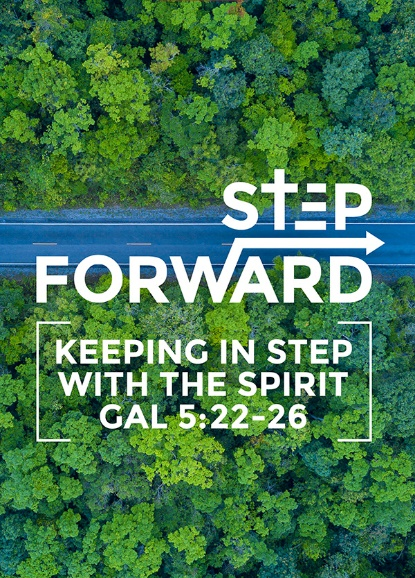 STEP
FORWARD
KEEPING IN STEP
WITH THE SPIRIT
GAL 5:22-26